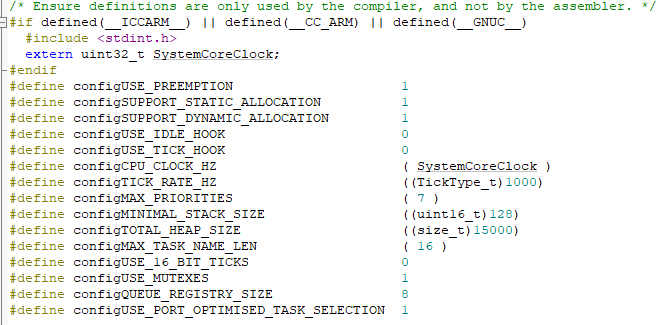 /* Ensure definitions are only used by the compiler, and not by the assembler. */
#if defined(__ICCARM__) || defined(__CC_ARM) || defined(__GNUC__)
#include <stdint.h>
extern uint32_t SystemCoreClock;
#endif
#define configUSE_PREEMPTION 1
#define configSUPPORT_STATIC_ALLOCATION 1
#define configSUPPORT_DYNAMIC_ALLOCATION 1
#define configUSE_IDLE_HOOK 0
#define configUSE_TICK_HOOK 0
#define configCPU_CLOCK_HZ ( SystemCoreClock )
#define configTICK_RATE_HZ ((TickType_t)1000)
#define configMAX_PRIORITIES ( 7 )
#define configMINIMAL_STACK_SIZE ((uint16_t)128)
#define configTOTAL_HEAP_SIZE ((size_t)15000)
#define configMAX_TASK_NAME_LEN ( 16 )
#define configUSE_16_BIT_TICKS 0
#define configUSE_MUTEXES 1
#define configQUEUE_REGISTRY_SIZE 8
#define configUSE_PORT_OPTIMISED_TASK_SELECTION 1